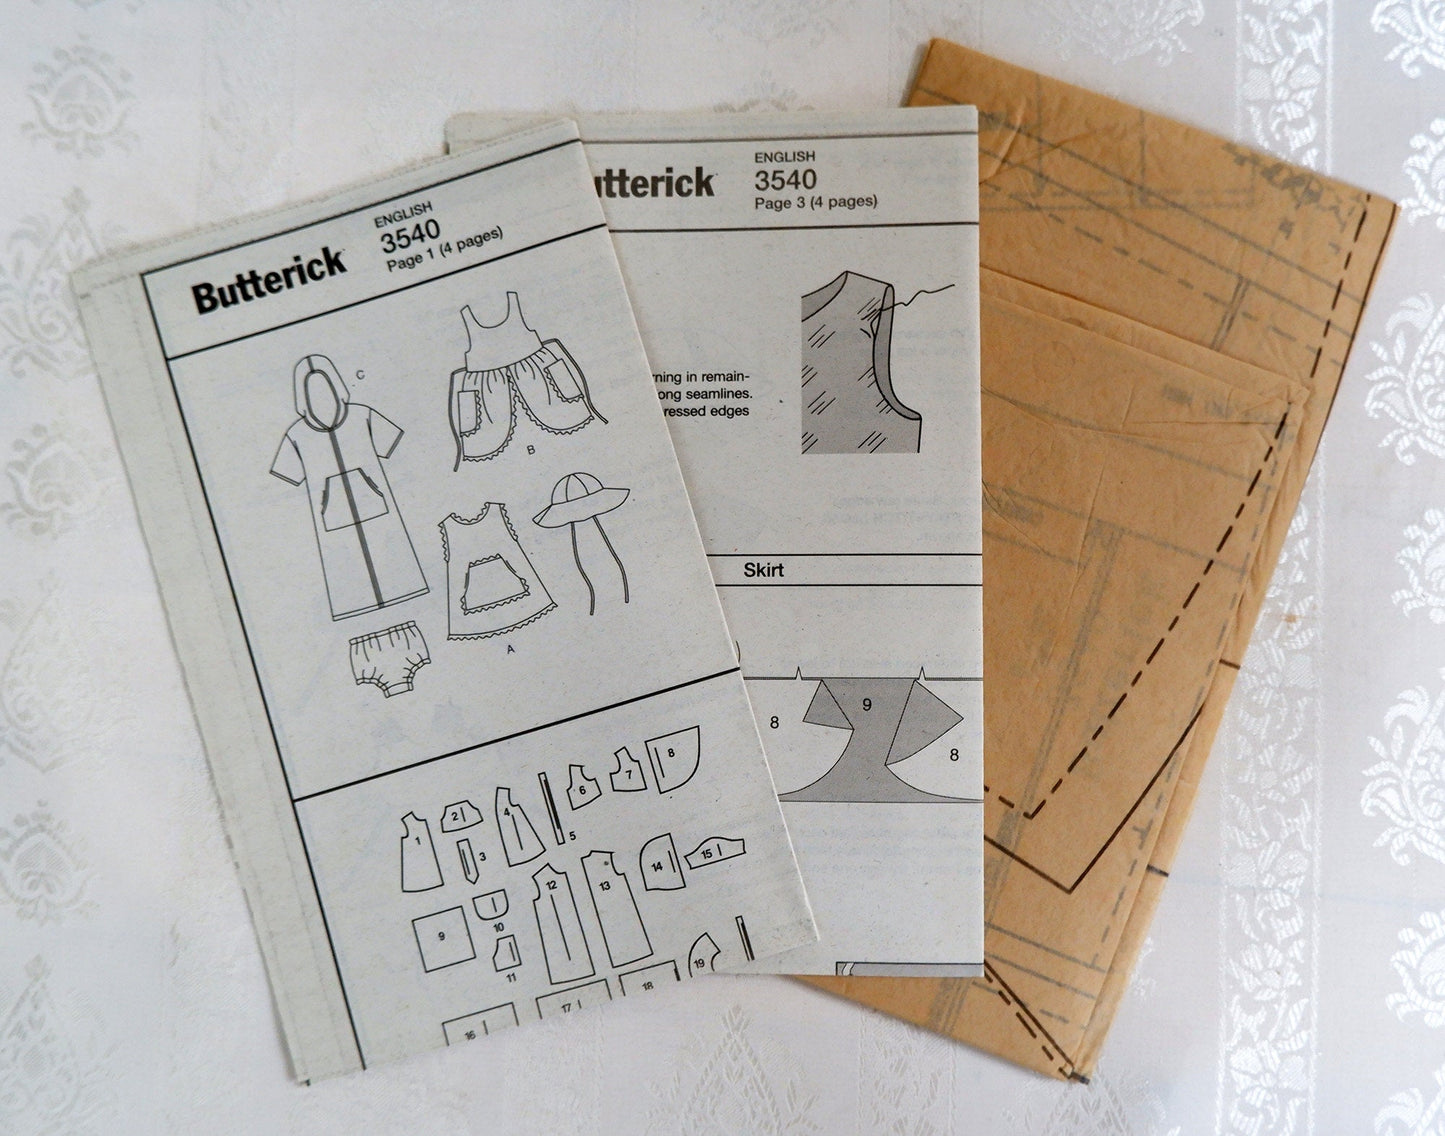 Butterick
ENGLISH
3540
Page 1 (4 pages)
C
B
A
1
2
3
4
5
6
7
8
9
10
11
12
13
14
15
16
17
18
19
utterick
ENGLISH
3540
Page 3 (4 pages)
rning in remain-
ong seamlines.
ressed edges
Skirt
8
9
8